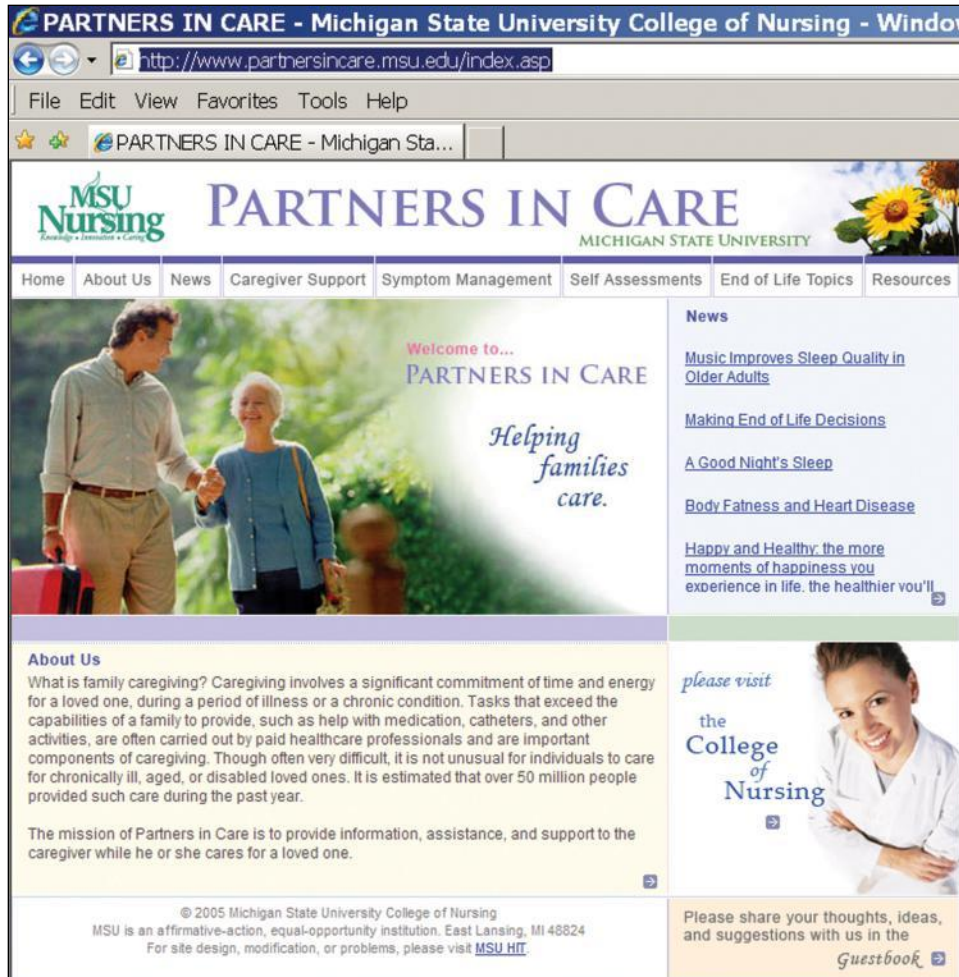 PARTNERS IN CARE - Michigan State University College of Nursing - Window
http://www.partnersincare.msu.edu/index.asp
File Edit View Favorites Tools Help
PARTNERS IN CARE - Michigan Sta...
MSU
Nursing
Knowledge • Innovation • Caring
PARTNERS IN CARE
MICHIGAN STATE UNIVERSITY
Home About Us News Caregiver Support Symptom Management Self Assessments End of Life Topics Resources
Welcome to...
PARTNERS IN CARE
Helping
families
care.
News
Music Improves Sleep Quality in
Older Adults
Making End of Life Decisions
A Good Night's Sleep
Body Fatness and Heart Disease
Happy and Healthy: the more
moments of happiness you
experience in life, the healthier you'll
About Us
What is family caregiving? Caregiving involves a significant commitment of time and energy
for a loved one, during a period of illness or a chronic condition. Tasks that exceed the
capabilities of a family to provide, such as help with medication, catheters, and other
activities, are often carried out by paid healthcare professionals and are important
components of caregiving. Though often very difficult, it is not unusual for individuals to care
for chronically ill, aged, or disabled loved ones. It is estimated that over 50 million people
provided such care during the past year.
The mission of Partners in Care is to provide information, assistance, and support to the
caregiver while he or she cares for a loved one.
please visit
the
College
of
Nursing
© 2005 Michigan State University College of Nursing
MSU is an affirmative-action, equal-opportunity institution. East Lansing, MI 48824
For site design, modification, or problems, please visit MSU HIT.
Please share your thoughts, ideas,
and suggestions with us in the
Guestbook